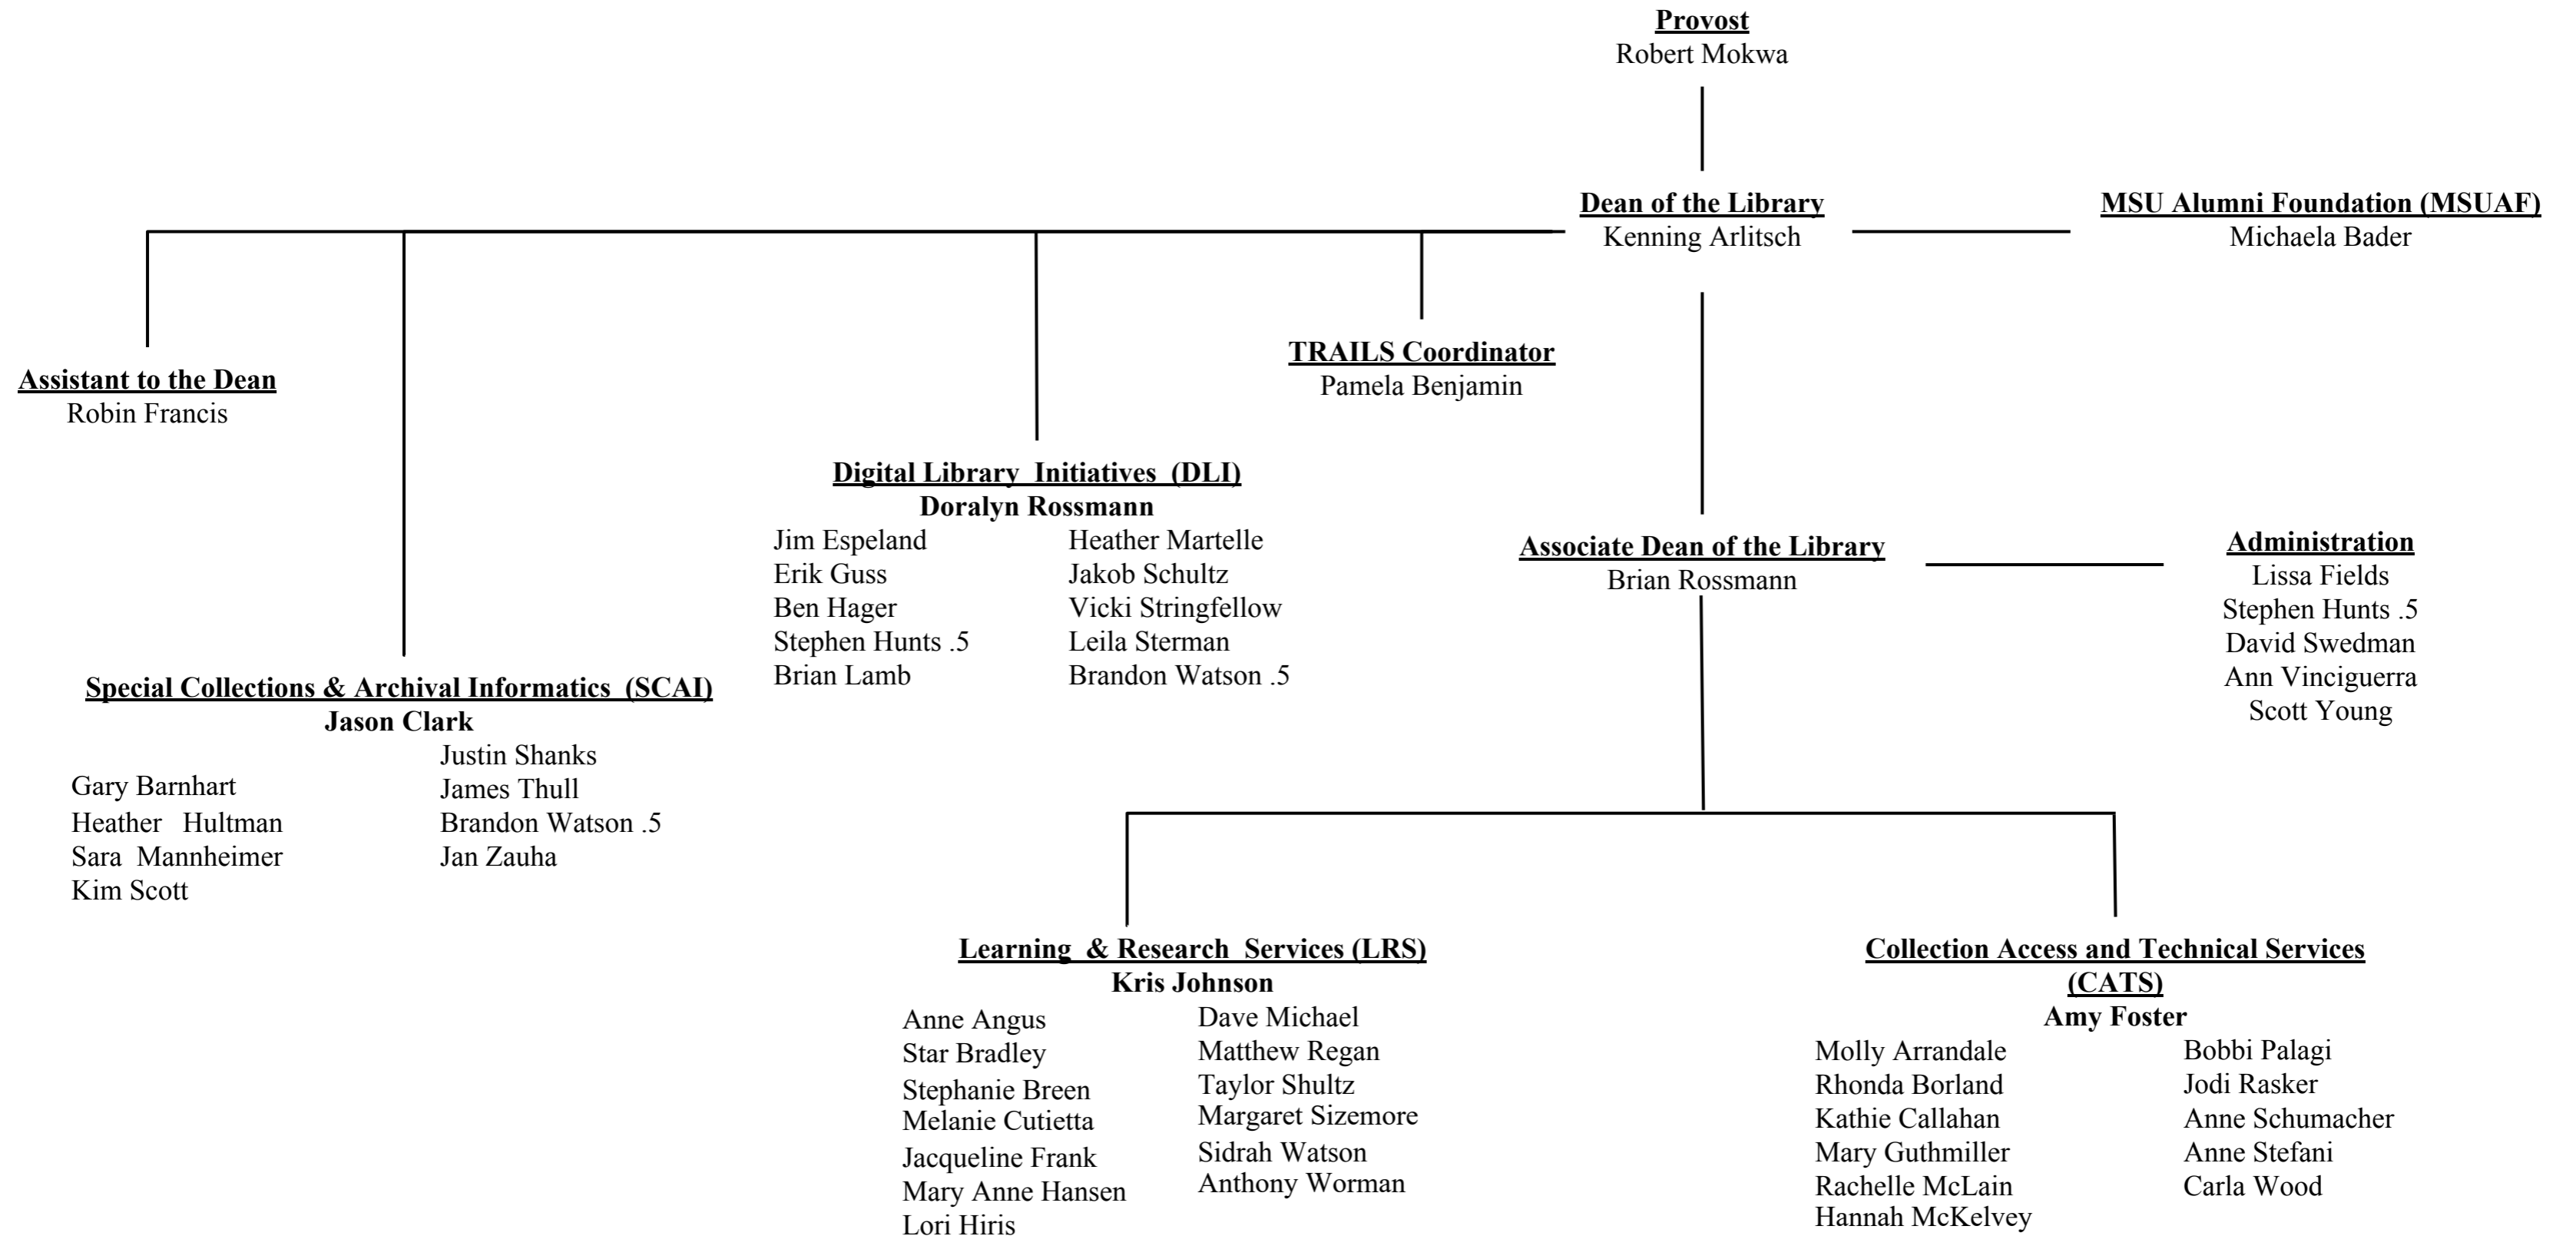 Provost
Robert Mokwa
Dean of the Library
Kenning Arlitsch
MSU Alumni Foundation (MSUAF)
Michaela Bader
Assistant to the Dean
Robin Francis
TRAILS Coordinator
Pamela Benjamin
Digital Library Initiatives (DLI)
Doralyn Rossmann
Jim Espeland
Erik Guss
Ben Hager
Stephen Hunts .5
Brian Lamb
Heather Martelle
Jakob Schultz
Vicki Stringfellow
Leila Sterman
Brandon Watson .5
Associate Dean of the Library
Brian Rossmann
Administration
Lissa Fields
Stephen Hunts .5
David Swedman
Ann Vinciguerra
Scott Young
Special Collections & Archival Informatics (SCAI)
Jason Clark
Gary Barnhart
Heather Hultman
Sara Mannheimer
Kim Scott
Justin Shanks
James Thull
Brandon Watson .5
Jan Zauha
Learning & Research Services (LRS)
Kris Johnson
Anne Angus
Star Bradley
Stephanie Breen
Melanie Cutietta
Jacqueline Frank
Mary Anne Hansen
Lori Hiris
Dave Michael
Matthew Regan
Taylor Shultz
Margaret Sizemore
Sidrah Watson
Anthony Worman
Collection Access and Technical Services
(CATS)
Amy Foster
Molly Arrandale
Rhonda Borland
Kathie Callahan
Mary Guthmiller
Rachelle McLain
Hannah McKelvey
Bobbi Palagi
Jodi Rasker
Anne Schumacher
Anne Stefani
Carla Wood